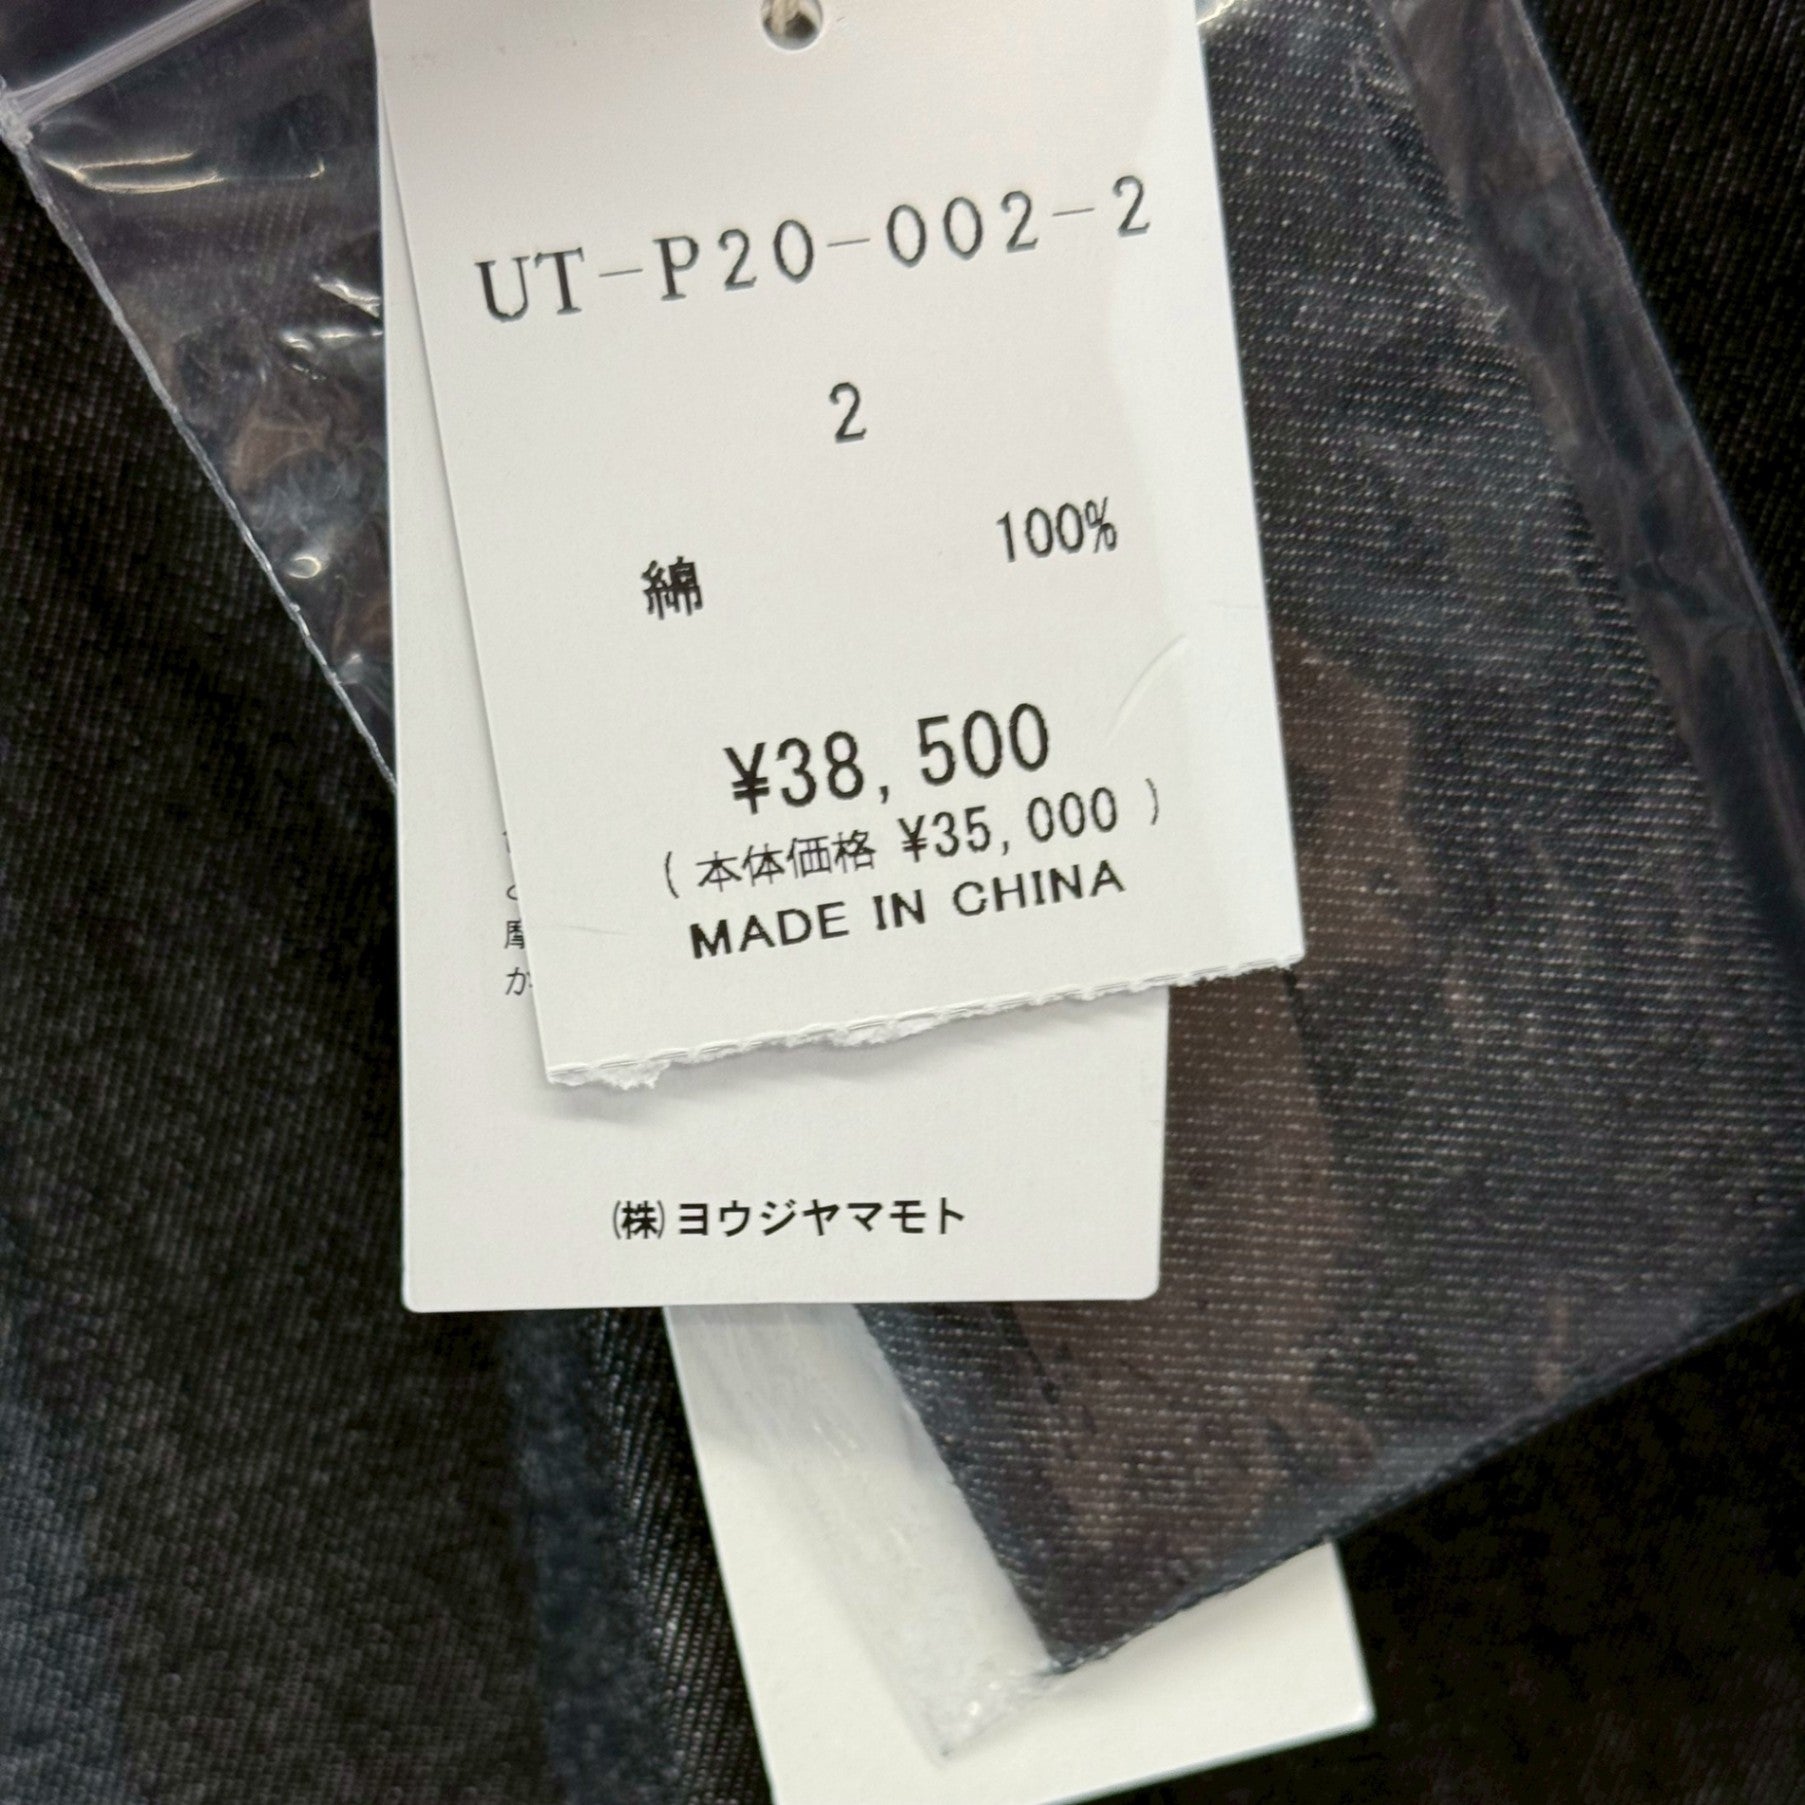 UT-P20-002-2
2
綿 100%
¥38,500
(本体価格 ¥35,000)
MADE IN CHINA
か
㈱ヨウジヤマモト